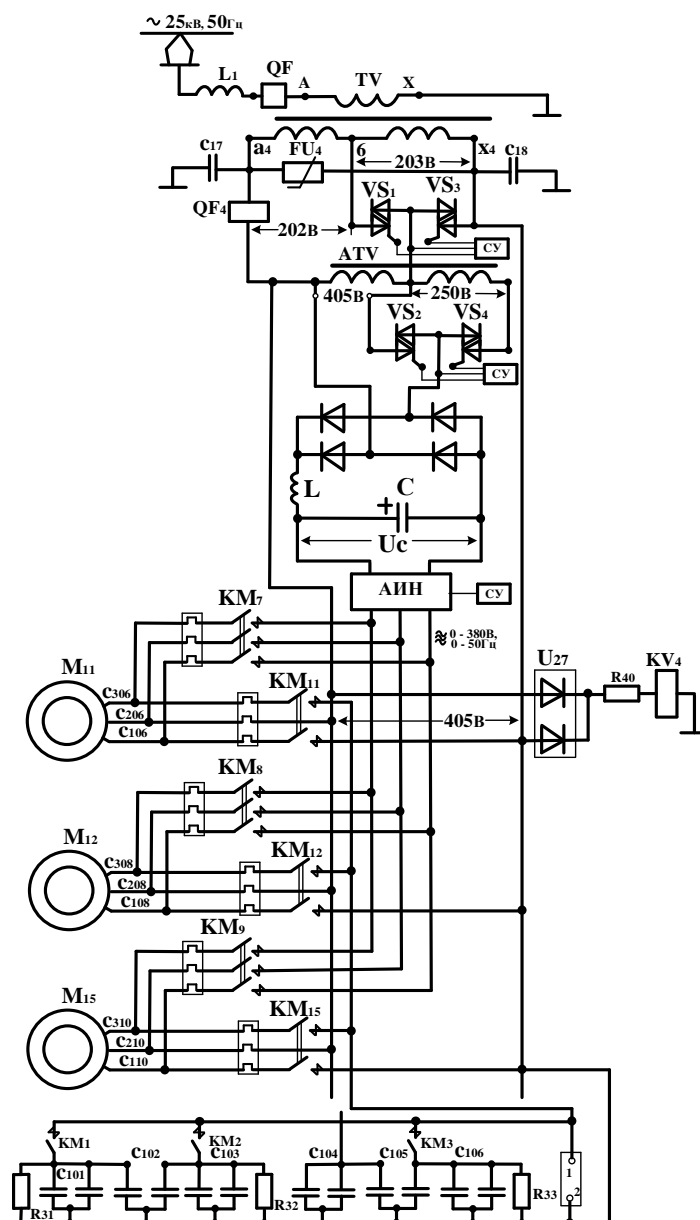 ~ 25кВ, 50Гц
L1
QF
A
TV
X
a4
6
x4
c17
FU4
203В
c18
VS1
VS3
QF4
202В
СУ
ATV
405В
250В
VS2
VS4
СУ
L
+
C
Uc
АИН
СУ
≈ 0 - 380В,
0 - 50Гц
KM7
M11
c306
c206
c106
KM11
405В
U27
R40
KV4
KM8
M12
c308
c208
c108
KM12
KM9
M15
c310
c210
c110
KM15
KM1
KM2
KM3
c101
c102
c103
c104
c105
c106
R31
R32
R33
1
2